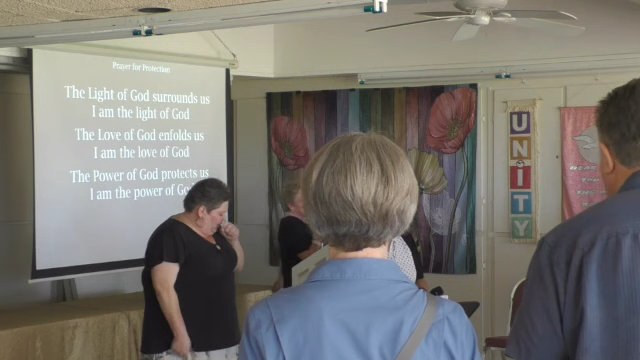 Prayer for Protection:
The Light of God surrounds us
I am the light of God
The Love of God enfolds us
I am the love of God
The Power of God protects us
I am the power of God
UNITY